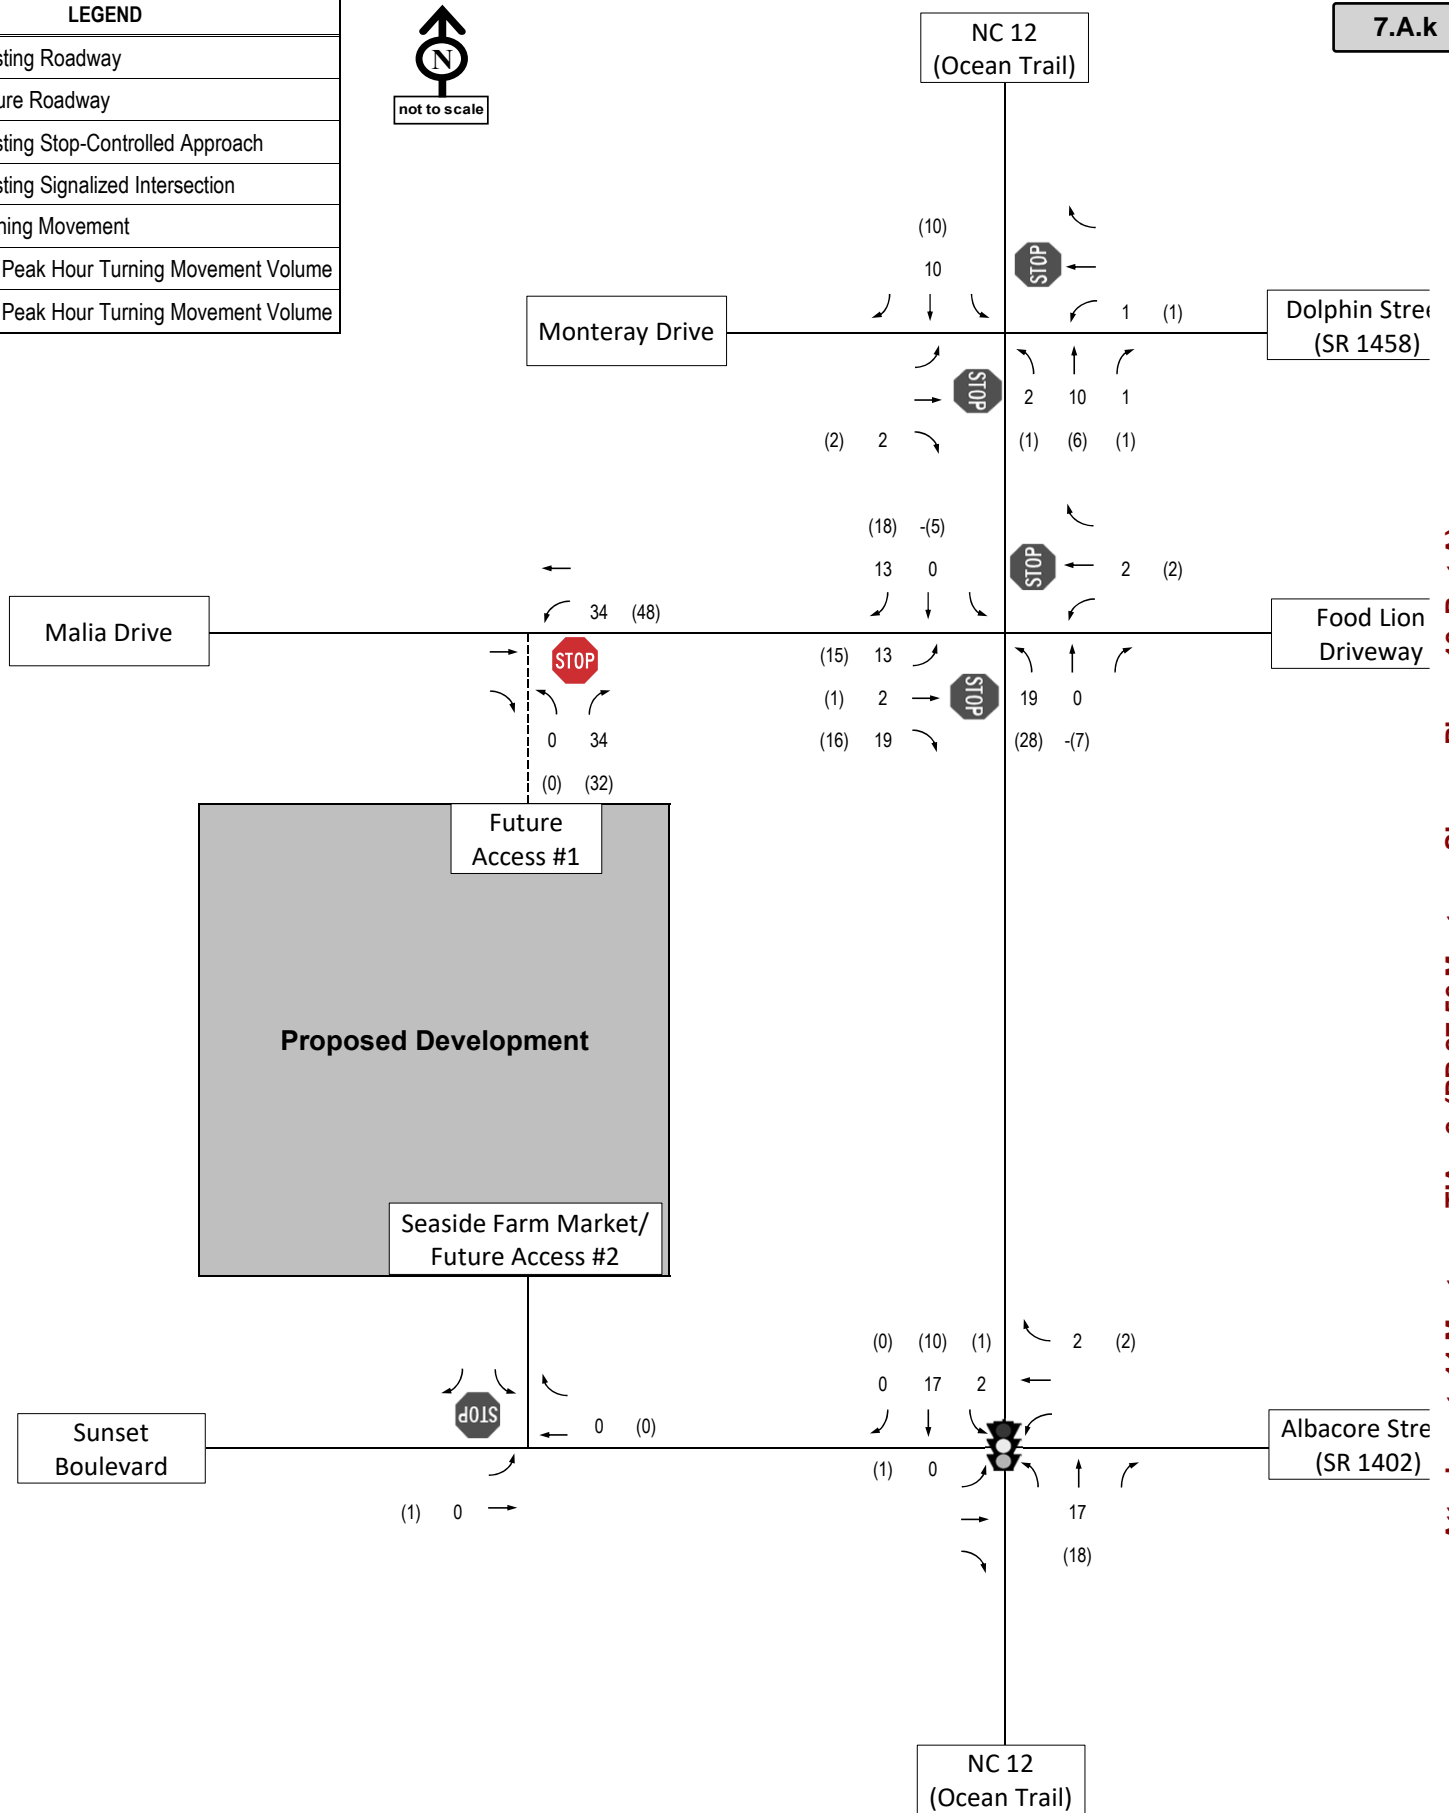 LEGEND
sting Roadway
ure Roadway
sting Stop-Controlled Approach
sting Signalized Intersection
ning Movement
Peak Hour Turning Movement Volume
Peak Hour Turning Movement Volume
N
not to scale
NC 12
(Ocean Trail)
7.A.k
(10)
10
STOP
1 (1)
Monteray Drive
Dolphin Stre
(SR 1458)
STOP
2 10 1
(2) 2
(1) (6) (1)
(18) -(5)
13 0
STOP
2 (2)
34 (48)
Malia Drive
Food Lion
Driveway
STOP
(15) 13
(1) 2
STOP
19 0
(16) 19
(28) -(7)
0 34
(0) (32)
Future
Access #1
Proposed Development
Seaside Farm Market/
Future Access #2
(0) (10) (1)
2 (2)
0 17 2
STOP
0 (0)
Sunset
Boulevard
Albacore Stre
(SR 1402)
(1) 0
(1) 0
17
(18)
NC 12
(Ocean Trail)